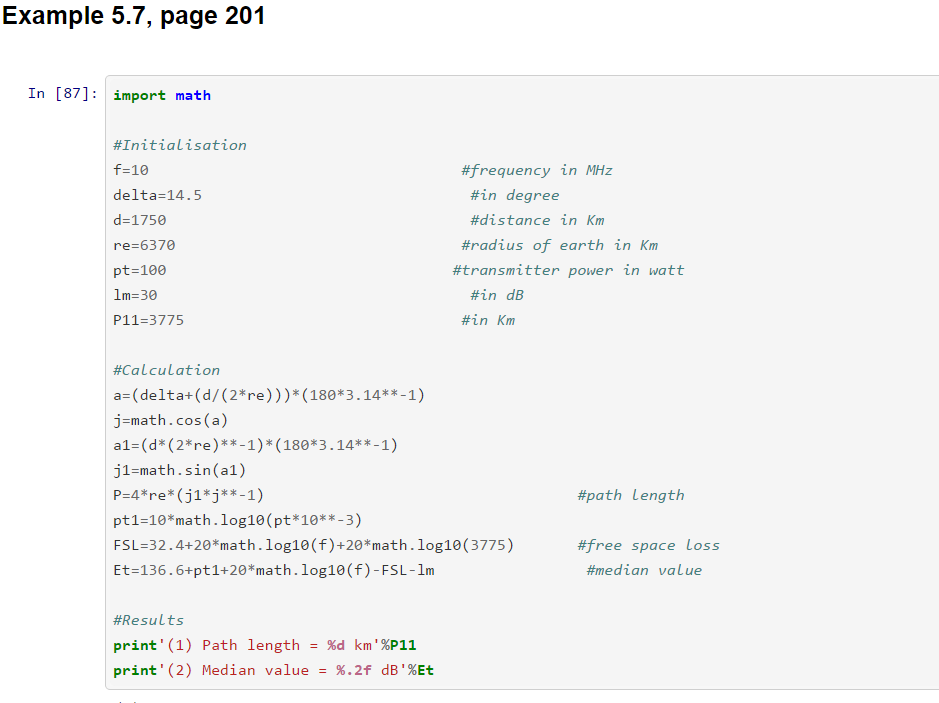 Example 5.7, page 201
In [87]: import math
#Initialisation
f=10 #frequency in MHz
delta=14.5 #in degree
d=1750 #distance in Km
re=6370 #radius of earth in Km
pt=100 #transmitter power in watt
lm=30 #in dB
P11=3775 #in Km
#Calculation
a=(delta+(d/(2*re)))*(180*3.14**-1)
j=math.cos(a)
a1=(d*(2*re)**-1)*(180*3.14**-1)
j1=math.sin(a1)
P=4*re*(j1*j**-1) #path length
pt1=10*math.log10(pt*10**-3)
FSL=32.4+20*math.log10(f)+20*math.log10(3775) #free space loss
Et=136.6+pt1+20*math.log10(f)-FSL-lm #median value
#Results
print'(1) Path length = %d km'%P11
print'(2) Median value = %.2f dB'%Et